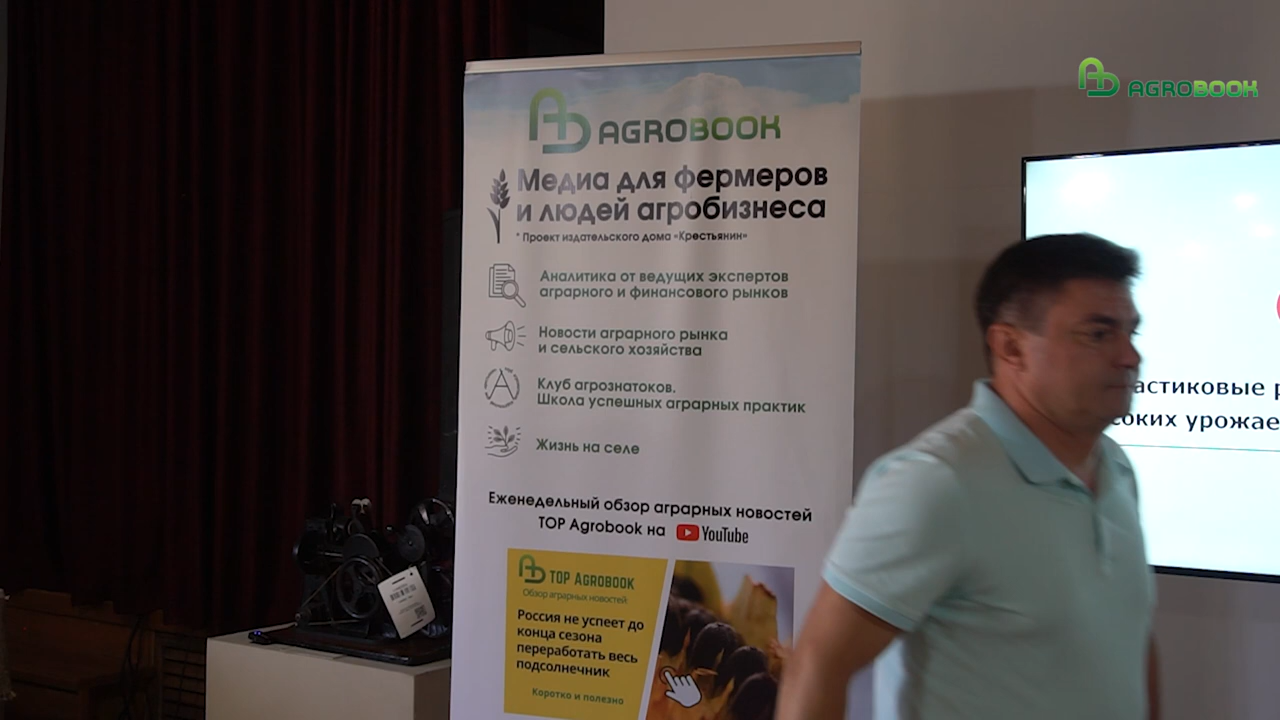 AGROBOOK
AGROBOOK
Медиа для фермеров
и людей агробизнеса
* Проект издательского дома «Крестьянин»
Аналитика от ведущих экспертов
аграрного и финансового рынков
Новости аграрного рынка
и сельского хозяйства
Клуб агрознатоков.
Школа успешных аграрных практик
Жизнь на селе
Еженедельный обзор аграрных новостей
TOP Agrobook на YouTube
TOP AGROBOOK
Обзор аграрных новостей
Россия не успеет до
конца сезона
переработать весь
подсолнечник
Коротко и полезно
астиковые р
соких урожае